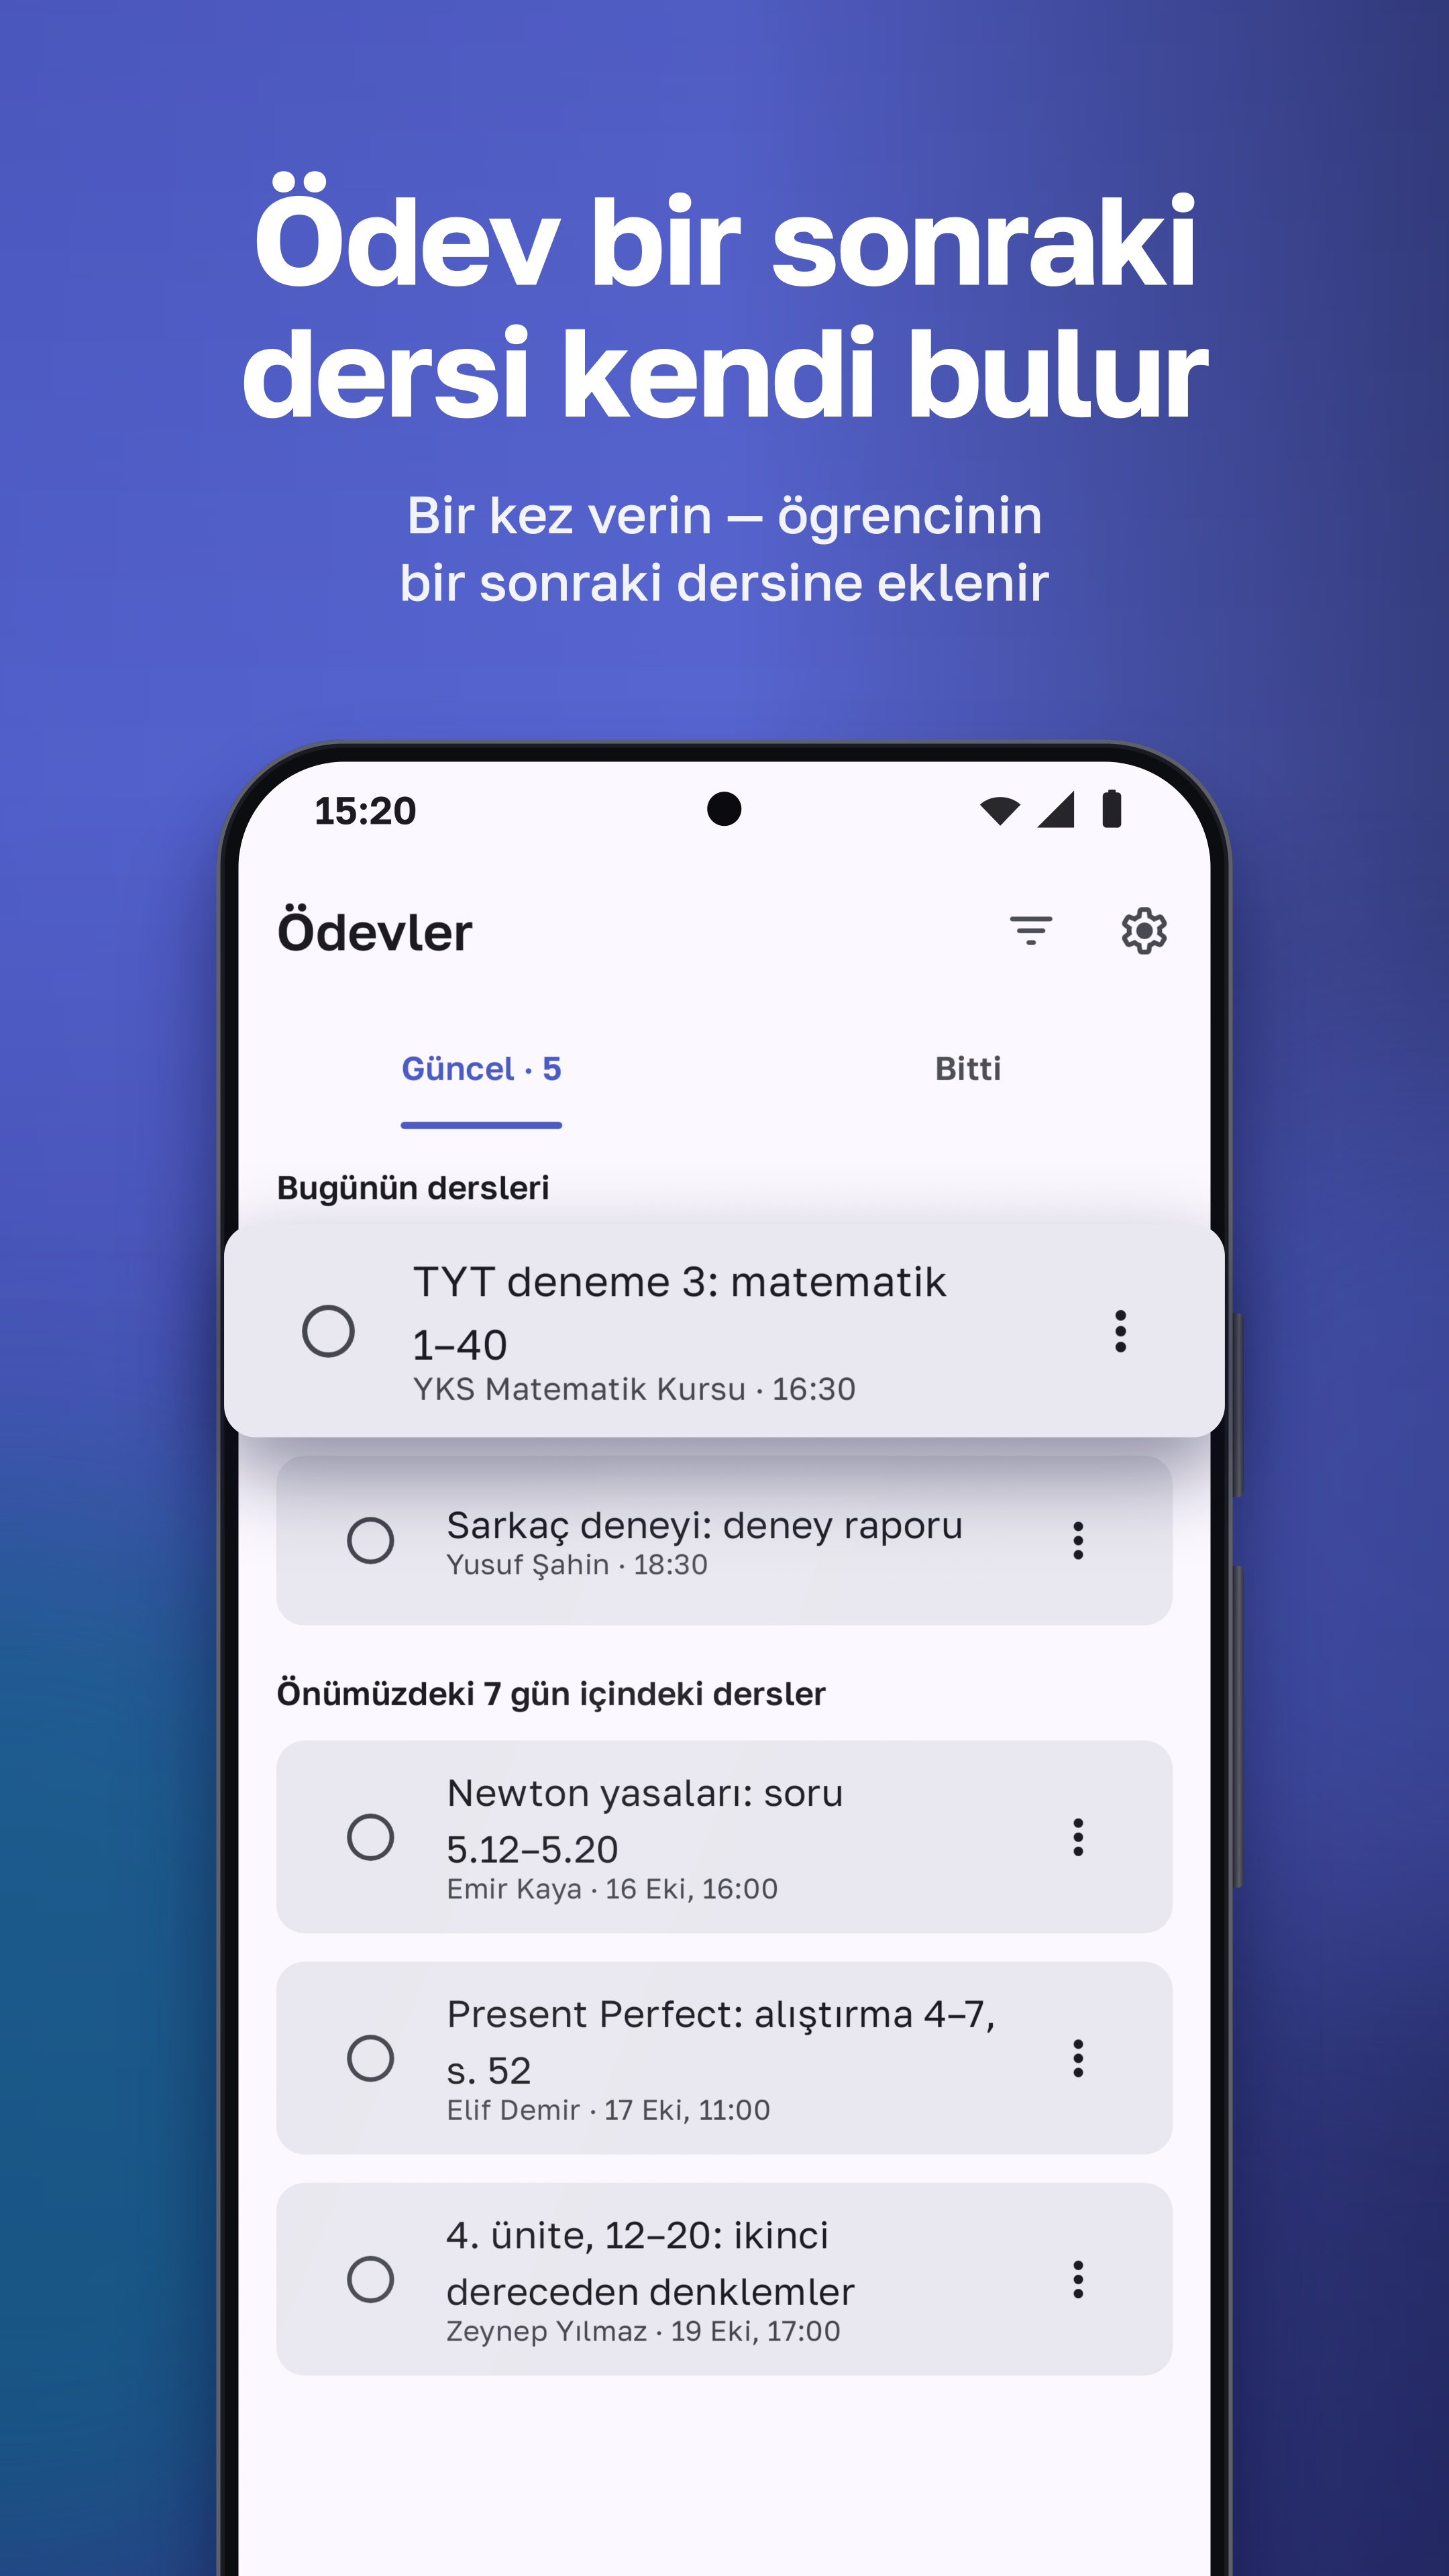 Ödev bir sonraki
dersi kendi bulur
Bir kez verin — ögrencinin
bir sonraki dersine eklenir
15:20
Ödevler
Güncel · 5
Bitti
Bugünün dersleri
TYT deneme 3: matematik
1–40
YKS Matematik Kursu · 16:30
Sarkaç deneyi: deney raporu
Yusuf Şahin · 18:30
Önümüzdeki 7 gün içindeki dersler
Newton yasaları: soru
5.12–5.20
Emir Kaya · 16 Eki, 16:00
Present Perfect: alıştırma 4–7,
s. 52
Elif Demir · 17 Eki, 11:00
4. ünite, 12–20: ikinci
dereceden denklemler
Zeynep Yılmaz · 19 Eki, 17:00